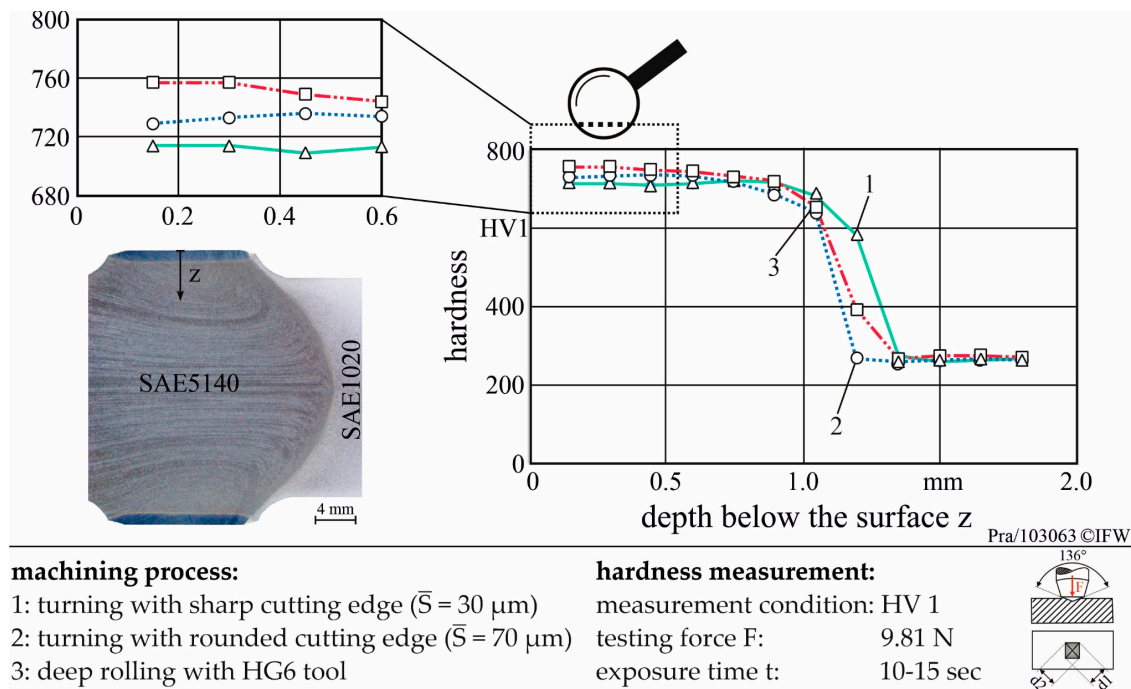 800
760
720
680
0
0.2
0.4
0.6
z
SAE5140
SAE1020
4 mm
800
HV1
400
200
0
hardness
1
3
2
0
0.5
1.0
mm
2.0
depth below the surface z
Pra/103063 ©IFW
machining process:
1: turning with sharp cutting edge (S̅ = 30 µm)
2: turning with rounded cutting edge (S̅ = 70 µm)
3: deep rolling with HG6 tool
hardness measurement:
measurement condition: HV 1
testing force F: 9.81 N
exposure time t: 10-15 sec
136°
F